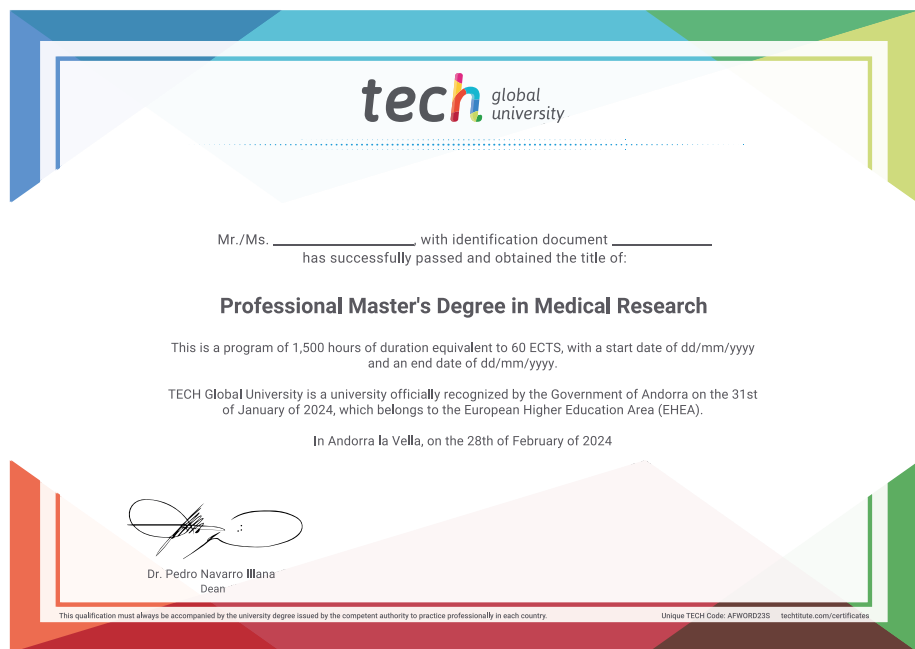 tech global university
Mr./Ms. ____________, with identification document ____________
has successfully passed and obtained the title of:
Professional Master's Degree in Medical Research
This is a program of 1,500 hours of duration equivalent to 60 ECTS, with a start date of dd/mm/yyyy
and an end date of dd/mm/yyyy.
TECH Global University is a university officially recognized by the Government of Andorra on the 31st
of January of 2024, which belongs to the European Higher Education Area (EHEA).
In Andorra la Vella, on the 28th of February of 2024
Dr. Pedro Navarro Illana
Dean
This qualification must always be accompanied by the university degree issued by the competent authority to practice professionally in each country.
Unique TECH Code: AFWORD23S techtitute.com/certificates